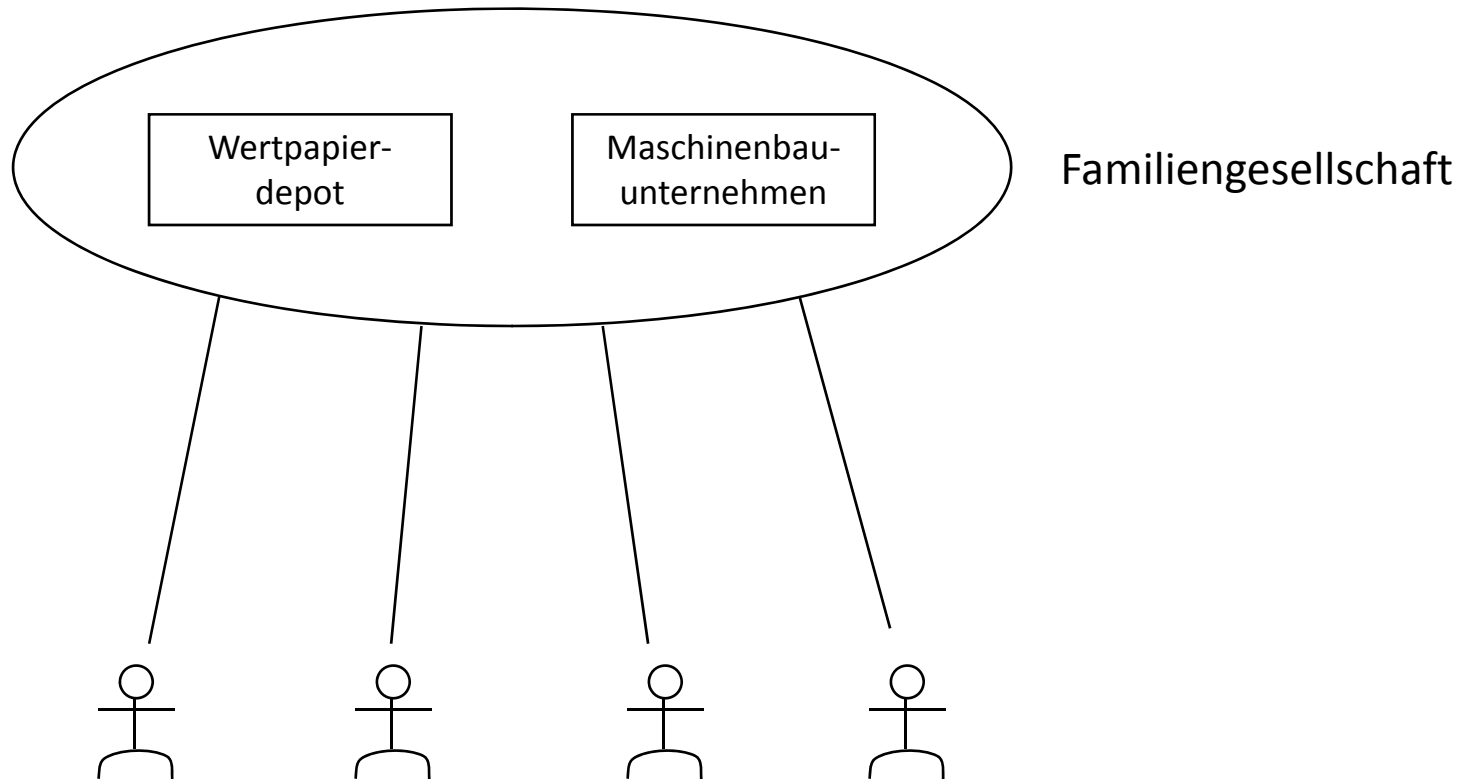 Wertpapier-
depot
Maschinenbau-
unternehmen
Familiengesellschaft